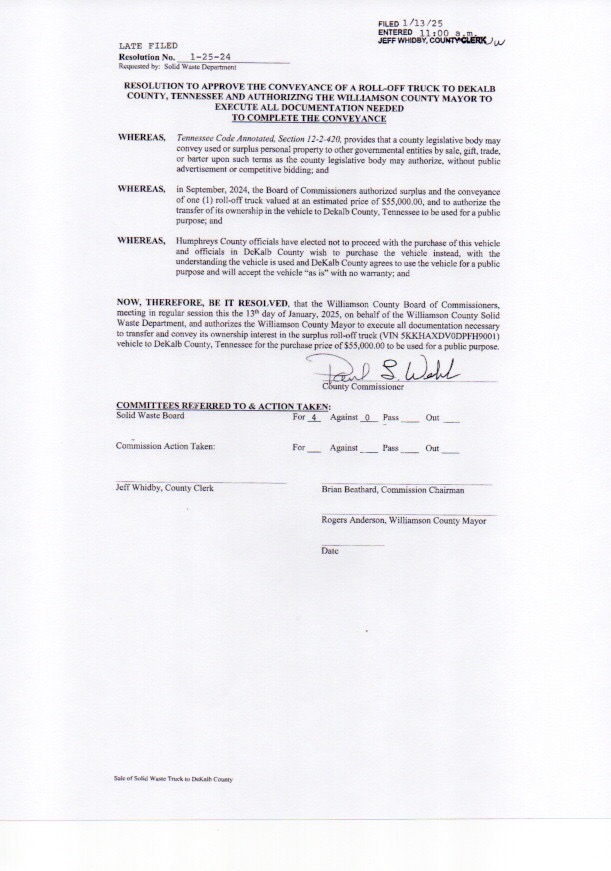 FILED 1/13/25
ENTERED 11:00 a.m.
JEFF WHIDBY, COUNTY CLERK
LATE FILED
Resolution No. 1-25-24
Requested by: Solid Waste Department
RESOLUTION TO APPROVE THE CONVEYANCE OF A ROLL-OFF TRUCK TO DEKALB
COUNTY, TENNESSEE AND AUTHORIZING THE WILLIAMSON COUNTY MAYOR TO
EXECUTE ALL DOCUMENTATION NEEDED
TO COMPLETE THE CONVEYANCE
WHEREAS, Tennessee Code Annotated, Section 12-2-420, provides that a county legislative body may
convey used or surplus personal property to other governmental entities by sale, gift, trade,
or barter upon such terms as the county legislative body may authorize, without public
advertisement or competitive bidding; and
WHEREAS, in September, 2024, the Board of Commissioners authorized surplus and the conveyance
of one (1) roll-off truck valued at an estimated price of $55,000.00, and to authorize the
transfer of its ownership in the vehicle to Dekalb County, Tennessee to be used for a public
purpose; and
WHEREAS, Humphreys County officials have elected not to proceed with the purchase of this vehicle
and officials in DeKalb County wish to purchase the vehicle instead, with the
understanding the vehicle is used and DeKalb County agrees to use the vehicle for a public
purpose and will accept the vehicle “as is” with no warranty; and
NOW, THEREFORE, BE IT RESOLVED, that the Williamson County Board of Commissioners,
meeting in regular session this the 13th day of January, 2025, on behalf of the Williamson County Solid
Waste Department, and authorizes the Williamson County Mayor to execute all documentation necessary
to transfer and convey its ownership interest in the surplus roll-off truck (VIN 5KKHAXDV0DPFH9001)
vehicle to DeKalb County, Tennessee for the purchase price of $55,000.00 to be used for a public purpose.
County Commissioner
COMMITTEES REFERRED TO & ACTION TAKEN:
Solid Waste Board For 4 Against 0 Pass ___ Out ___
Commission Action Taken: For ___ Against ___ Pass ___ Out ___
Jeff Whidby, County Clerk Brian Beathard, Commission Chairman
Rogers Anderson, Williamson County Mayor
Date
Sale of Solid Waste Truck to DeKalb County